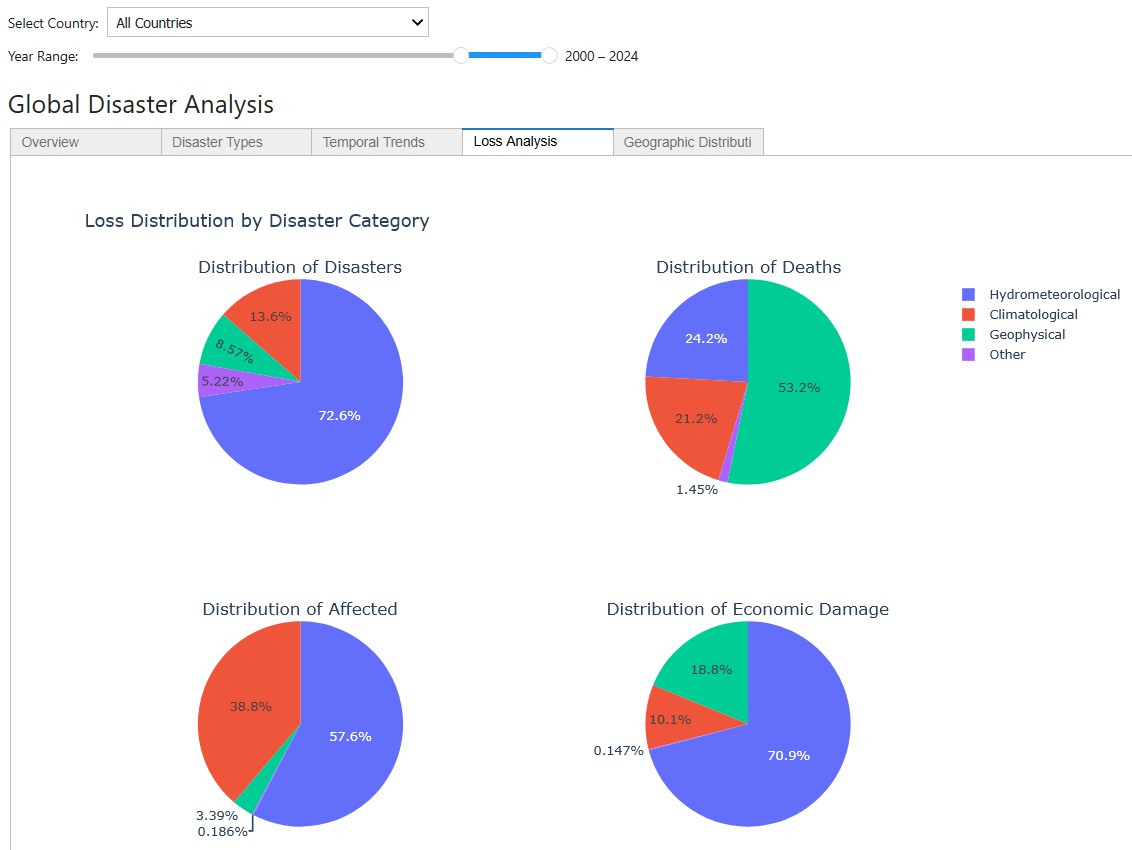 Select Country: All Countries
Year Range: 2000 – 2024
Global Disaster Analysis
Overview Disaster Types Temporal Trends Loss Analysis Geographic Distributi
Loss Distribution by Disaster Category
Distribution of Disasters
13.6%
8.57%
5.22%
72.6%
Distribution of Deaths
24.2%
53.2%
21.2%
1.45%
Hydrometeorological
Climatological
Geophysical
Other
Distribution of Affected
38.8%
57.6%
3.39%
0.186%
Distribution of Economic Damage
18.8%
10.1%
0.147%
70.9%